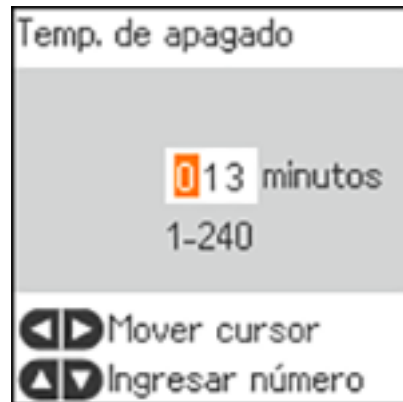 Temp. de apagado
013 minutos
1-240
Mover cursor
Ingresar número